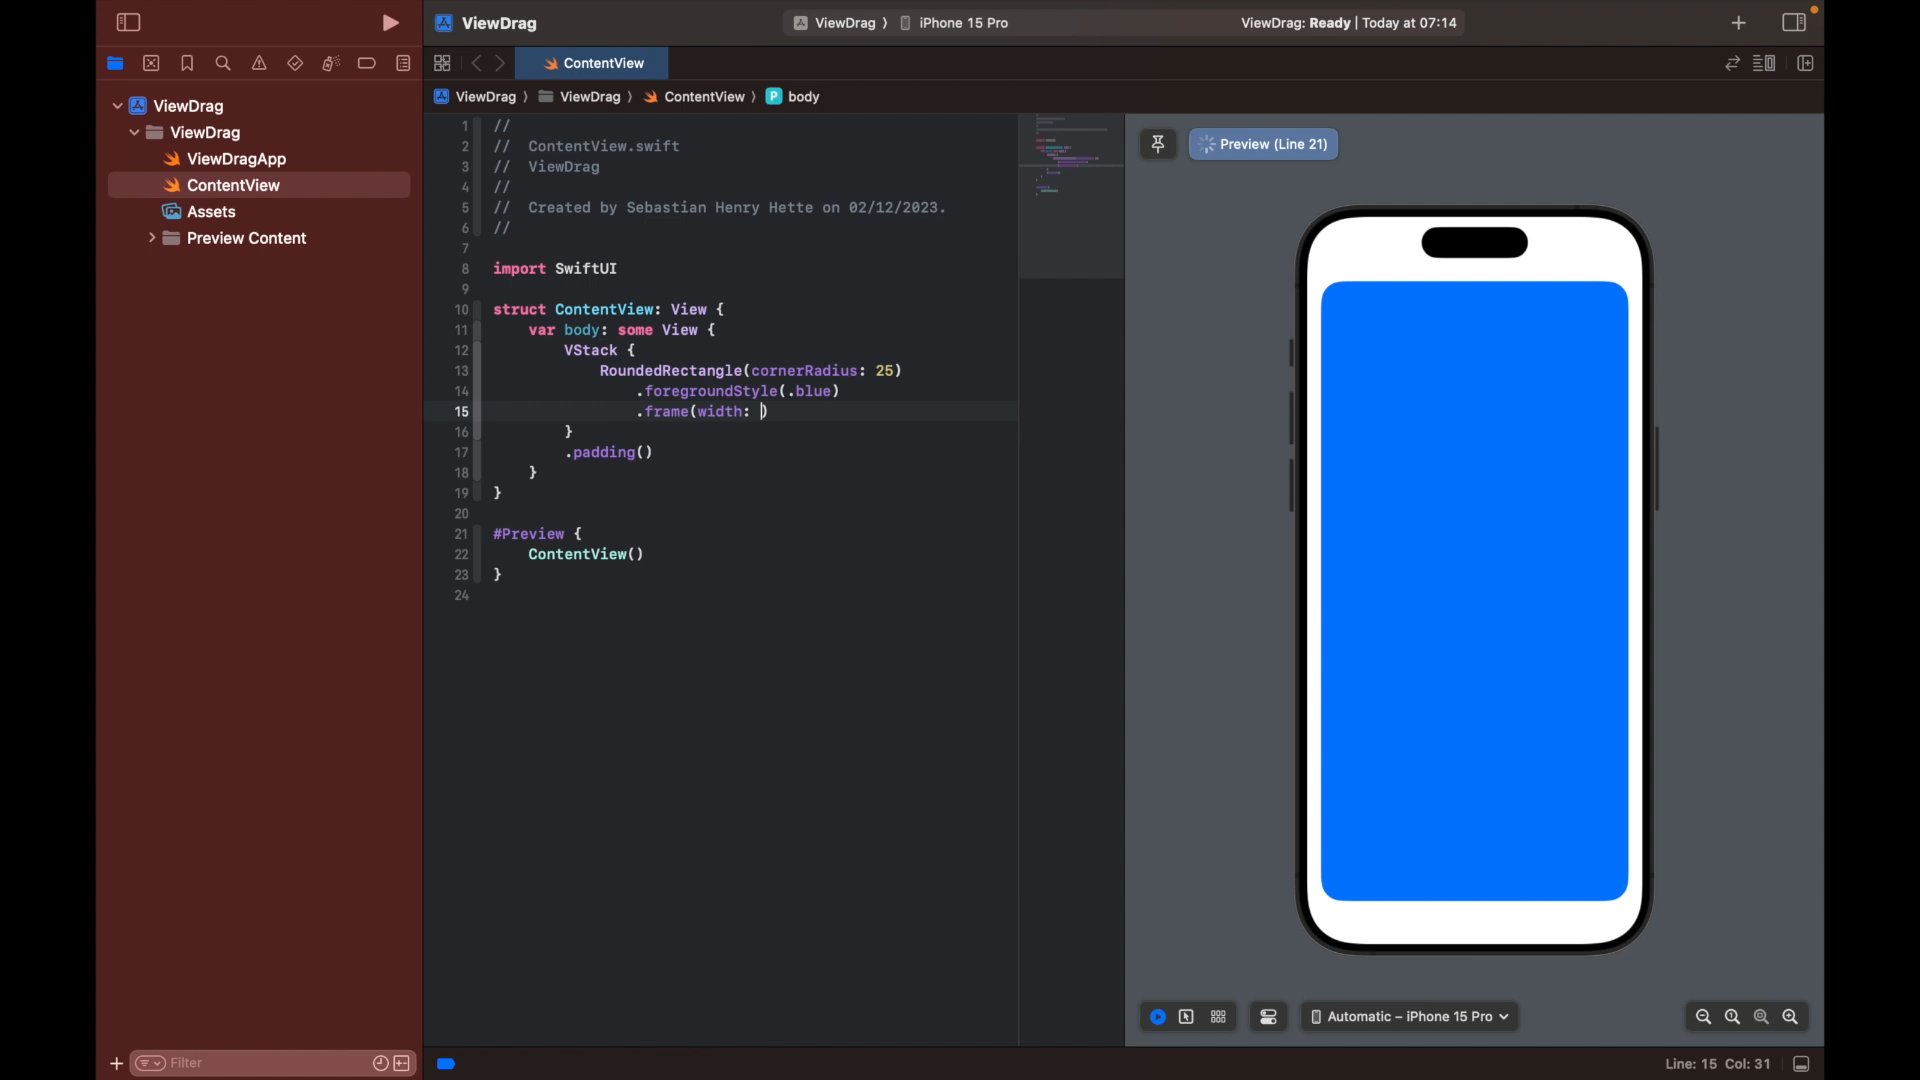 ViewDrag
ViewDrag
ViewDragApp
ContentView
Assets
Preview Content
Filter
ViewDrag
ViewDrag ⟩ iPhone 15 Pro
ViewDrag: Ready | Today at 07:14
ContentView
ViewDrag ⟩ ViewDrag ⟩ ContentView ⟩ P body
1 //
2 //  ContentView.swift
3 //  ViewDrag
4 //
5 //  Created by Sebastian Henry Hette on 02/12/2023.
6 //
7
8 import SwiftUI
9
10 struct ContentView: View {
11     var body: some View {
12         VStack {
13             RoundedRectangle(cornerRadius: 25)
14                 .foregroundStyle(.blue)
15                 .frame(width: )
16         }
17         .padding()
18     }
19 }
20
21 #Preview {
22     ContentView()
23 }
24
Preview (Line 21)
Automatic – iPhone 15 Pro
Line: 15 Col: 31